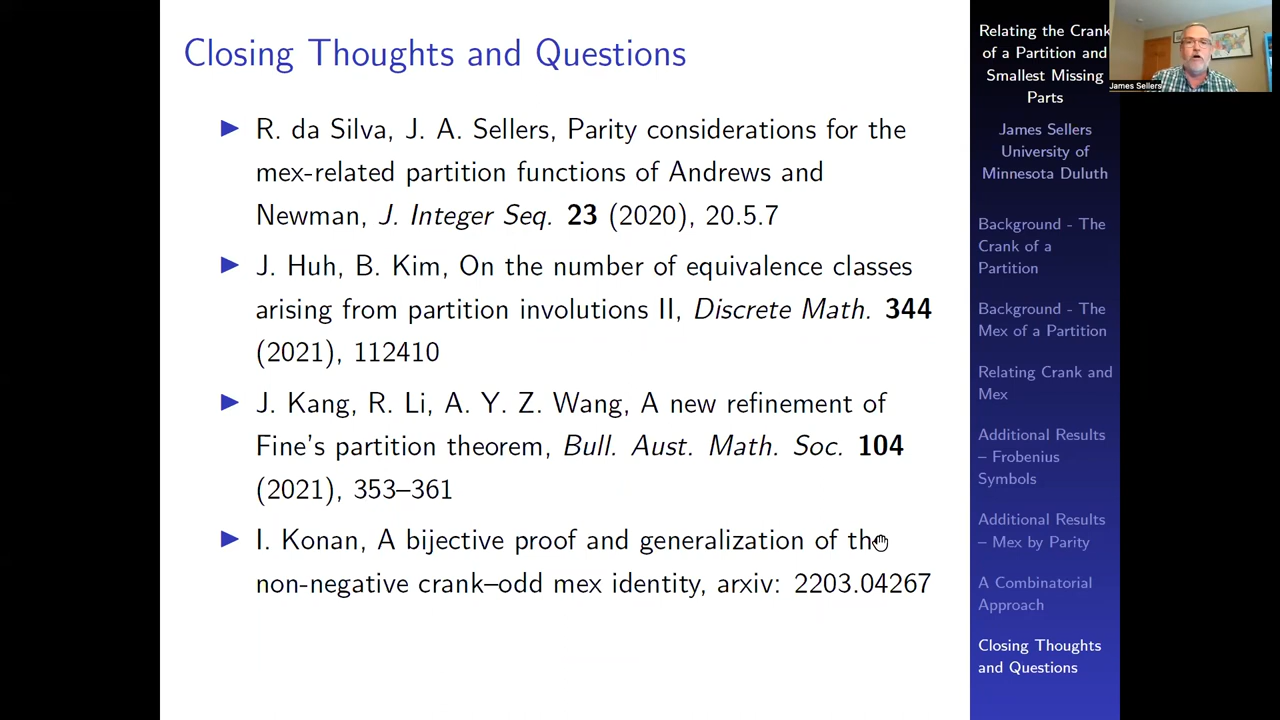 Closing Thoughts and Questions
R. da Silva, J. A. Sellers, Parity considerations for the
mex-related partition functions of Andrews and
Newman, J. Integer Seq. 23 (2020), 20.5.7
J. Huh, B. Kim, On the number of equivalence classes
arising from partition involutions II, Discrete Math. 344
(2021), 112410
J. Kang, R. Li, A. Y. Z. Wang, A new refinement of
Fine's partition theorem, Bull. Aust. Math. Soc. 104
(2021), 353–361
I. Konan, A bijective proof and generalization of the
non-negative crank–odd mex identity, arxiv: 2203.04267
Relating the Crank
of a Partition and
Smallest Missing
Parts
James Sellers
University of
Minnesota Duluth
Background - The
Crank of a
Partition
Background - The
Mex of a Partition
Relating Crank and
Mex
Additional Results
– Frobenius
Symbols
Additional Results
– Mex by Parity
A Combinatorial
Approach
Closing Thoughts
and Questions
James Sellers